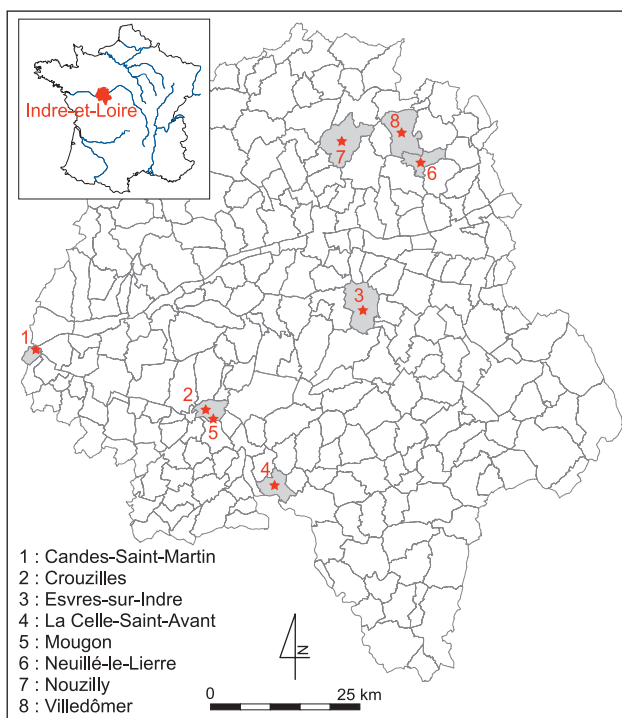 Indre-et-Loire
8
7
6
3
1
2
5
4
1 : Candes-Saint-Martin
2 : Crouzilles
3 : Esvres-sur-Indre
4 : La Celle-Saint-Avant
5 : Mougon
6 : Neuillé-le-Lierre
7 : Nouzilly
8 : Villedômer
N
0 25 km